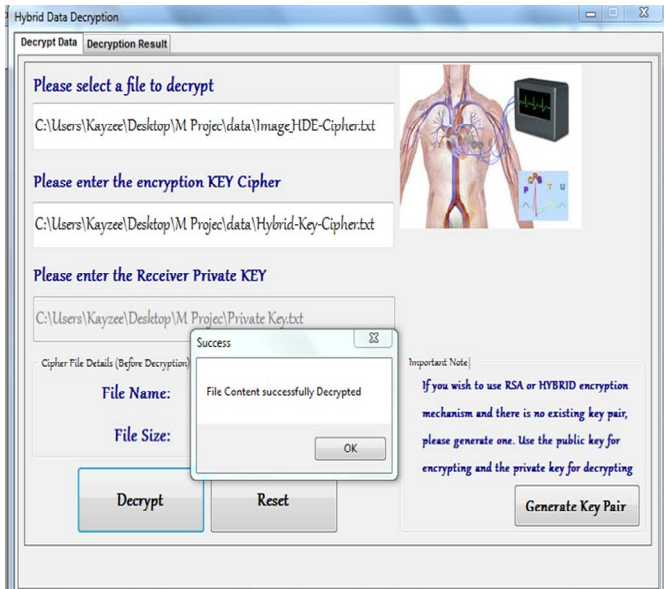 Hybrid Data Decryption
Decrypt Data
Decryption Result
Please select a file to decrypt
C:\Users\Kayzee\Desktop\M Projec\data\Image_HDE-Cipher.txt
Please enter the encryption KEY Cipher
C:\Users\Kayzee\Desktop\M Projec\data\Hybrid-Key-Cipher.txt
Please enter the Receiver Private KEY
C:\Users\Kayzee\Desktop\M Projec\Private Key.txt
Success
File Content successfully Decrypted
OK
Cipher File Details (Before Decryption)
File Name:
File Size:
Important Note
If you wish to use RSA or HYBRID encryption
mechanism and there is no existing key pair,
please generate one. Use the public key for
encrypting and the private key for decrypting
Decrypt
Reset
Generate Key Pair
P
T
U